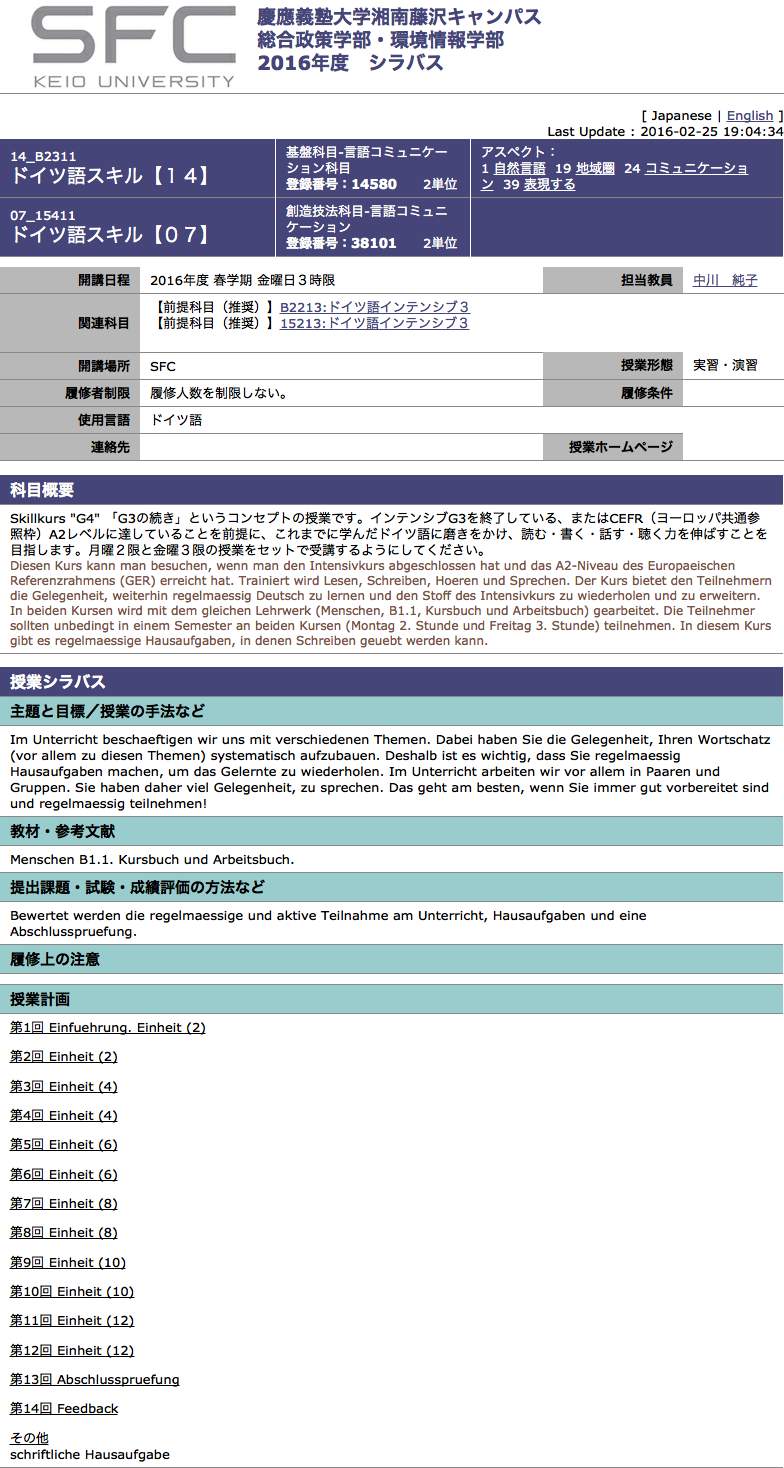 SFC
KEIO UNIVERSITY
慶應義塾大学湘南藤沢キャンパス
総合政策学部・環境情報学部
2016年度　シラバス
[ Japanese | English ]
Last Update : 2016-02-25 19:04:34
14_B2311
ドイツ語スキル【１４】
基盤科目-言語コミュニケー
ション科目
登録番号：14580　　2単位
アスペクト：
1 自然言語 19 地域圏 24 コミュニケーショ
ン 39 表現する
07_15411
ドイツ語スキル【０７】
創造技法科目-言語コミュニ
ケーション
登録番号：38101　　2単位
開講日程
2016年度 春学期 金曜日３時限
担当教員
中川　純子
関連科目
【前提科目（推奨）】B2213:ドイツ語インテンシブ３
【前提科目（推奨）】15213:ドイツ語インテンシブ３
開講場所
SFC
授業形態
実習・演習
履修者制限
履修人数を制限しない。
履修条件
使用言語
ドイツ語
連絡先
授業ホームページ
科目概要
Skillkurs "G4" 「G3の続き」というコンセプトの授業です。インテンシブG3を終了している、またはCEFR（ヨーロッパ共通参
照枠）A2レベルに達していることを前提に、これまでに学んだドイツ語に磨きをかけ、読む・書く・話す・聴く力を伸ばすことを
目指します。月曜２限と金曜３限の授業をセットで受講するようにしてください。
Diesen Kurs kann man besuchen, wenn man den Intensivkurs abgeschlossen hat und das A2-Niveau des Europaeischen
Referenzrahmens (GER) erreicht hat. Trainiert wird Lesen, Schreiben, Hoeren und Sprechen. Der Kurs bietet den Teilnehmern
die Gelegenheit, weiterhin regelmaessig Deutsch zu lernen und den Stoff des Intensivkurs zu wiederholen und zu erweitern.
In beiden Kursen wird mit dem gleichen Lehrwerk (Menschen, B1.1, Kursbuch und Arbeitsbuch) gearbeitet. Die Teilnehmer
sollten unbedingt in einem Semester an beiden Kursen (Montag 2. Stunde und Freitag 3. Stunde) teilnehmen. In diesem Kurs
gibt es regelmaessige Hausaufgaben, in denen Schreiben geuebt werden kann.
授業シラバス
主題と目標／授業の手法など
Im Unterricht beschaeftigen wir uns mit verschiedenen Themen. Dabei haben Sie die Gelegenheit, Ihren Wortschatz
(vor allem zu diesen Themen) systematisch aufzubauen. Deshalb ist es wichtig, dass Sie regelmaessig
Hausaufgaben machen, um das Gelernte zu wiederholen. Im Unterricht arbeiten wir vor allem in Paaren und
Gruppen. Sie haben daher viel Gelegenheit, zu sprechen. Das geht am besten, wenn Sie immer gut vorbereitet sind
und regelmaessig teilnehmen!
教材・参考文献
Menschen B1.1. Kursbuch und Arbeitsbuch.
提出課題・試験・成績評価の方法など
Bewertet werden die regelmaessige und aktive Teilnahme am Unterricht, Hausaufgaben und eine
Abschlusspruefung.
履修上の注意
授業計画
第1回 Einfuehrung. Einheit (2)
第2回 Einheit (2)
第3回 Einheit (4)
第4回 Einheit (4)
第5回 Einheit (6)
第6回 Einheit (6)
第7回 Einheit (8)
第8回 Einheit (8)
第9回 Einheit (10)
第10回 Einheit (10)
第11回 Einheit (12)
第12回 Einheit (12)
第13回 Abschlusspruefung
第14回 Feedback
その他
schriftliche Hausaufgabe